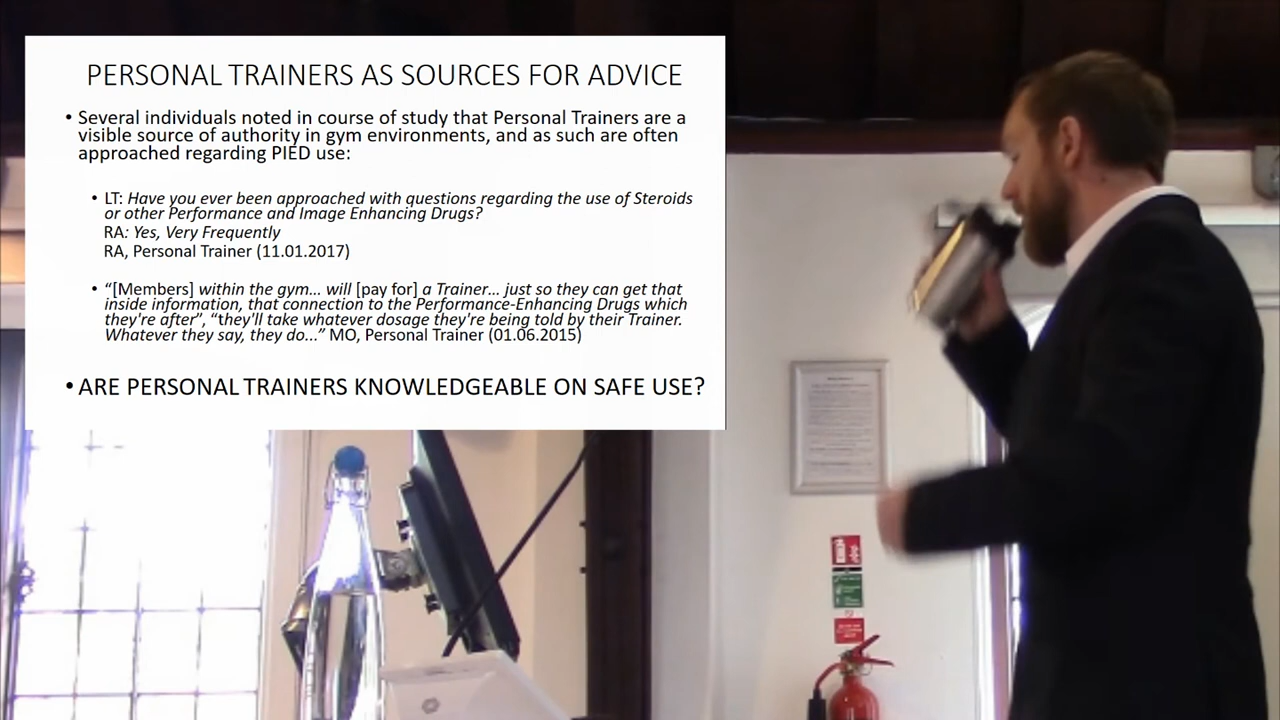 PERSONAL TRAINERS AS SOURCES FOR ADVICE
• Several individuals noted in course of study that Personal Trainers are a
visible source of authority in gym environments, and as such are often
approached regarding PIED use:
• LT: Have you ever been approached with questions regarding the use of Steroids
or other Performance and Image Enhancing Drugs?
RA: Yes, Very Frequently
RA, Personal Trainer (11.01.2017)
• “[Members] within the gym... will [pay for] a Trainer... just so they can get that
inside information, that connection to the Performance-Enhancing Drugs which
they're after”, “they'll take whatever dosage they're being told by their Trainer.
Whatever they say, they do...” MO, Personal Trainer (01.06.2015)
• ARE PERSONAL TRAINERS KNOWLEDGEABLE ON SAFE USE?